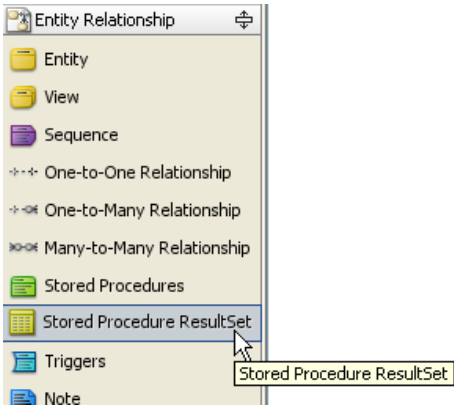 Entity Relationship
Entity
View
Sequence
One-to-One Relationship
One-to-Many Relationship
Many-to-Many Relationship
Stored Procedures
Stored Procedure ResultSet
Triggers
Stored Procedure ResultSet
Note